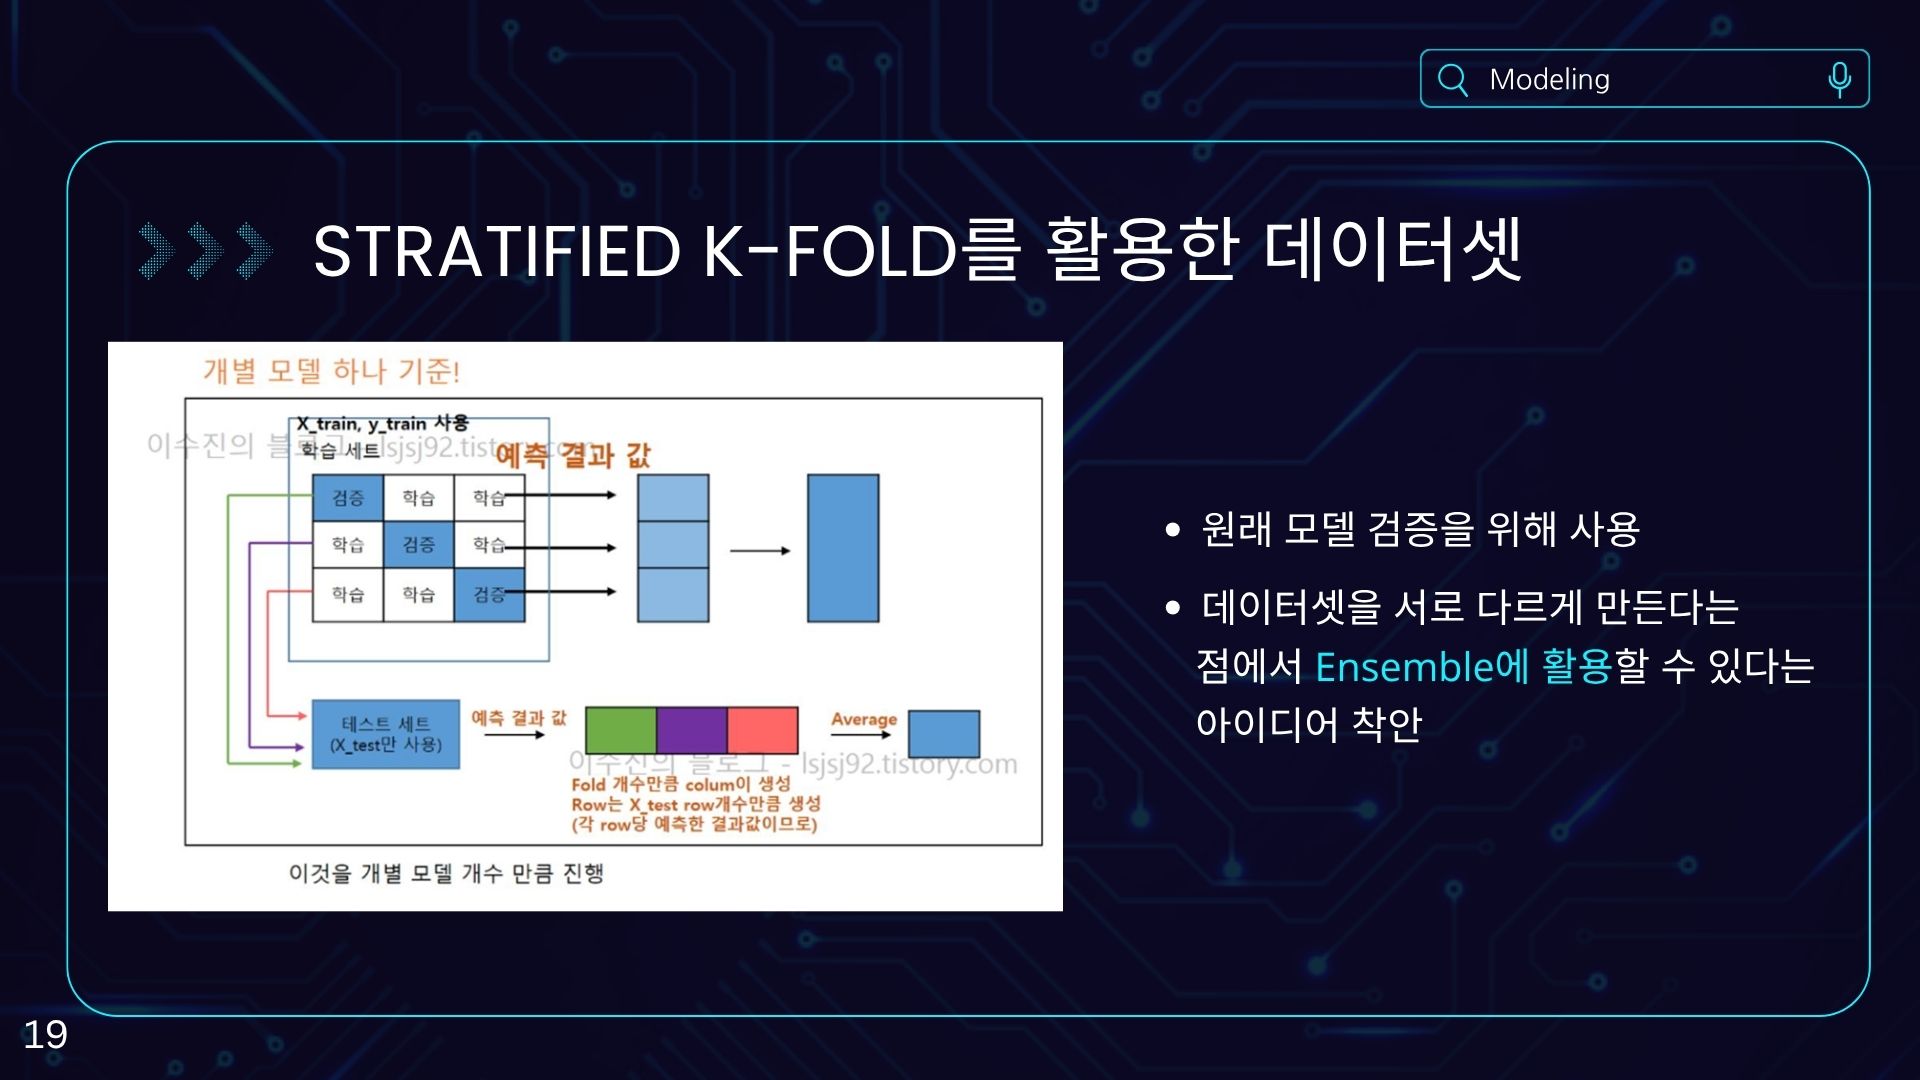 Modeling
STRATIFIED K-FOLD를 활용한 데이터셋
개별 모델 하나 기준!
X_train, y_train 사용
이수진의 블로그 - lsjsj92.tistory.com
학습 세트
예측 결과 값
검증 학습 학습
학습 검증 학습
학습 학습 검증
테스트 세트
(X_test만 사용)
예측 결과 값
Average
이수진의 블로그 - lsjsj92.tistory.com
Fold 개수만큼 colum이 생성
Row는 X_test row개수만큼 생성
(각 row당 예측한 결과값이므로)
이것을 개별 모델 개수 만큼 진행
• 원래 모델 검증을 위해 사용
• 데이터셋을 서로 다르게 만든다는
점에서 Ensemble에 활용할 수 있다는
아이디어 착안
19